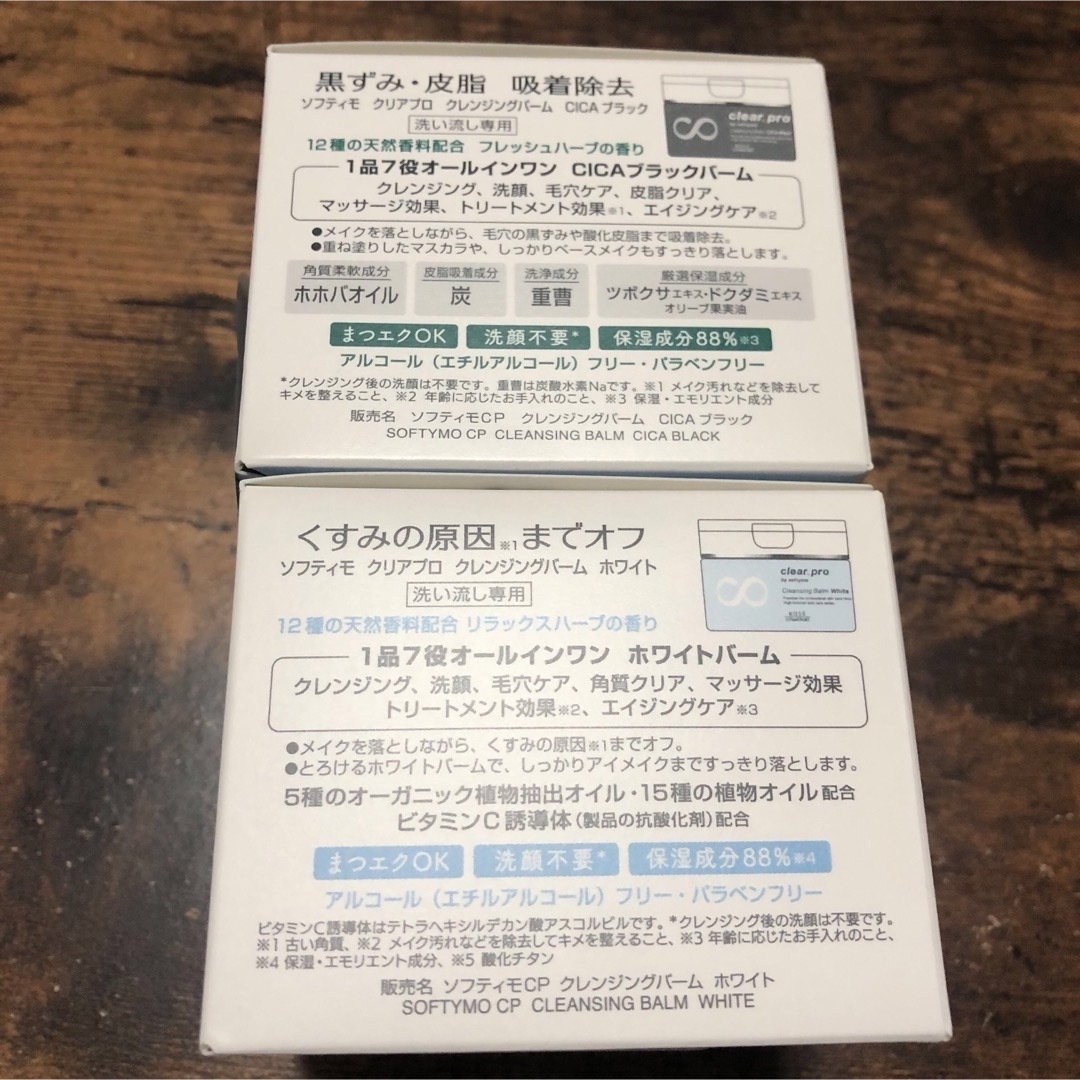 黒ずみ・皮脂 吸着除去
ソフティモ クリアプロ クレンジングバーム CICA ブラック
洗い流し専用
12種の天然香料配合 フレッシュハーブの香り
clear.pro
1品7役オールインワン CICAブラックバーム
クレンジング、洗顔、毛穴ケア、皮脂クリア、
マッサージ効果、トリートメント効果※1、エイジングケア※2
●メイクを落としながら、毛穴の黒ずみや酸化皮脂まで吸着除去。
●重ね塗りしたマスカラや、しっかりベースメイクもすっきり落とします。
角質柔軟成分
ホホバオイル
皮脂吸着成分
炭
洗浄成分
重曹
厳選保湿成分
ツボクサエキス・ドクダミエキス
オリーブ果実油
まつエクOK 洗顔不要* 保湿成分88%※3
アルコール（エチルアルコール）フリー・パラベンフリー
*クレンジング後の洗顔は不要です。重曹は炭酸水素Naです。※1 メイク汚れなどを除去して
キメを整えること、※2 年齢に応じたお手入れのこと、※3 保湿・エモリエント成分
販売名 ソフティモCP クレンジングバーム CICA ブラック
SOFTYMO CP CLEANSING BALM CICA BLACK
くすみの原因※1までオフ
ソフティモ クリアプロ クレンジングバーム ホワイト
洗い流し専用
12種の天然香料配合 リラックスハーブの香り
clear.pro
by softymo
Cleansing Balm White
1品7役オールインワン ホワイトバーム
クレンジング、洗顔、毛穴ケア、角質クリア、マッサージ効果
トリートメント効果※2、エイジングケア※3
●メイクを落としながら、くすみの原因※1までオフ。
●とろけるホワイトバームで、しっかりアイメイクまですっきり落とします。
5種のオーガニック植物抽出オイル・15種の植物オイル配合
ビタミンC誘導体（製品の抗酸化剤）配合
まつエクOK 洗顔不要* 保湿成分88%※4
アルコール（エチルアルコール）フリー・パラベンフリー
ビタミンC誘導体はテトラヘキシルデカン酸アスコルビルです。*クレンジング後の洗顔は不要です。
※1 古い角質、※2 メイク汚れなどを除去してキメを整えること、※3 年齢に応じたお手入れのこと、
※4 保湿・エモリエント成分、※5 酸化チタン
販売名 ソフティモCP クレンジングバーム ホワイト
SOFTYMO CP CLEANSING BALM WHITE